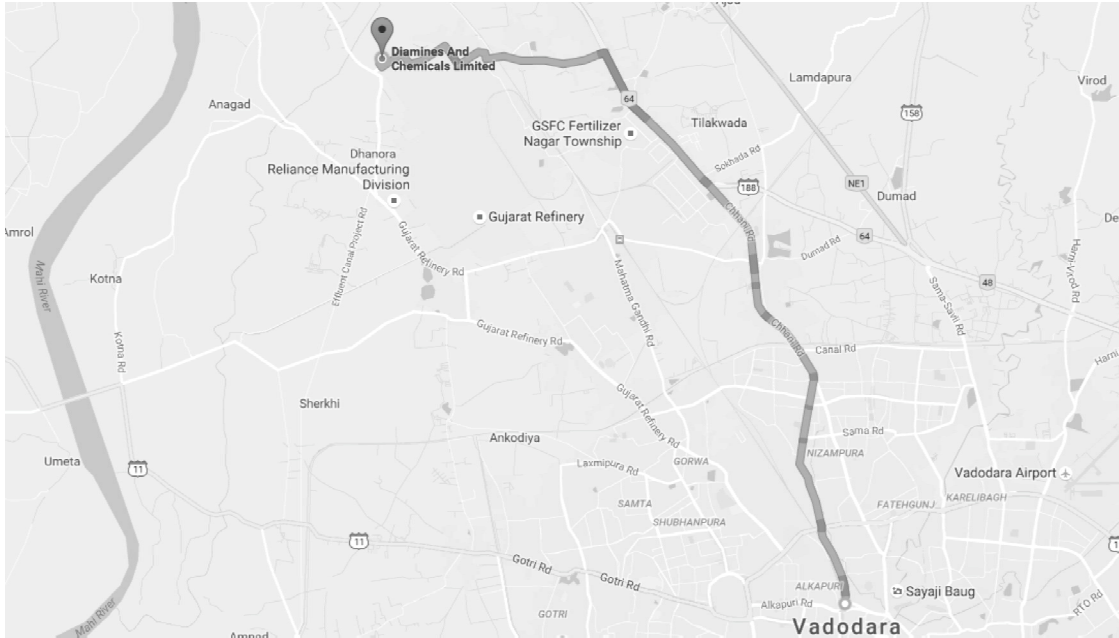 Ajod
Diamines And
Chemicals Limited
Lamdapura
Virod
Anagad
64
158
GSFC Fertilizer
Nagar Township
Tilakwada
Dhanora
Sokhada Rd
Reliance Manufacturing
Division
188
NE1
Dumad
Gujarat Refinery
Chhani Rd
De
Amrol
Effluent Canal Project Rd
Gujarat Refinery Rd
64
Dumad Rd
Mahi River
Kotna
Mahatma Gandhi Rd
Sama-Savli Rd
48
Harni-Virod Rd
Kotna Rd
Gujarat Refinery Rd
Chhani Rd
Canal Rd
Harni
Sherkhi
Gujarat Refinery Rd
Ankodiya
Sama Rd
NIZAMPURA
Umeta
11
Laxmipura Rd
GORWA
Vadodara Airport
SAMTA
FATEHGUNJ
KARELIBAGH
SHUBHANPURA
11
Gotri Rd
Gotri Rd
ALKAPURI
Sayaji Baug
Mahi River
GOTRI
Alkapuri Rd
RTO Rd
Vadodara